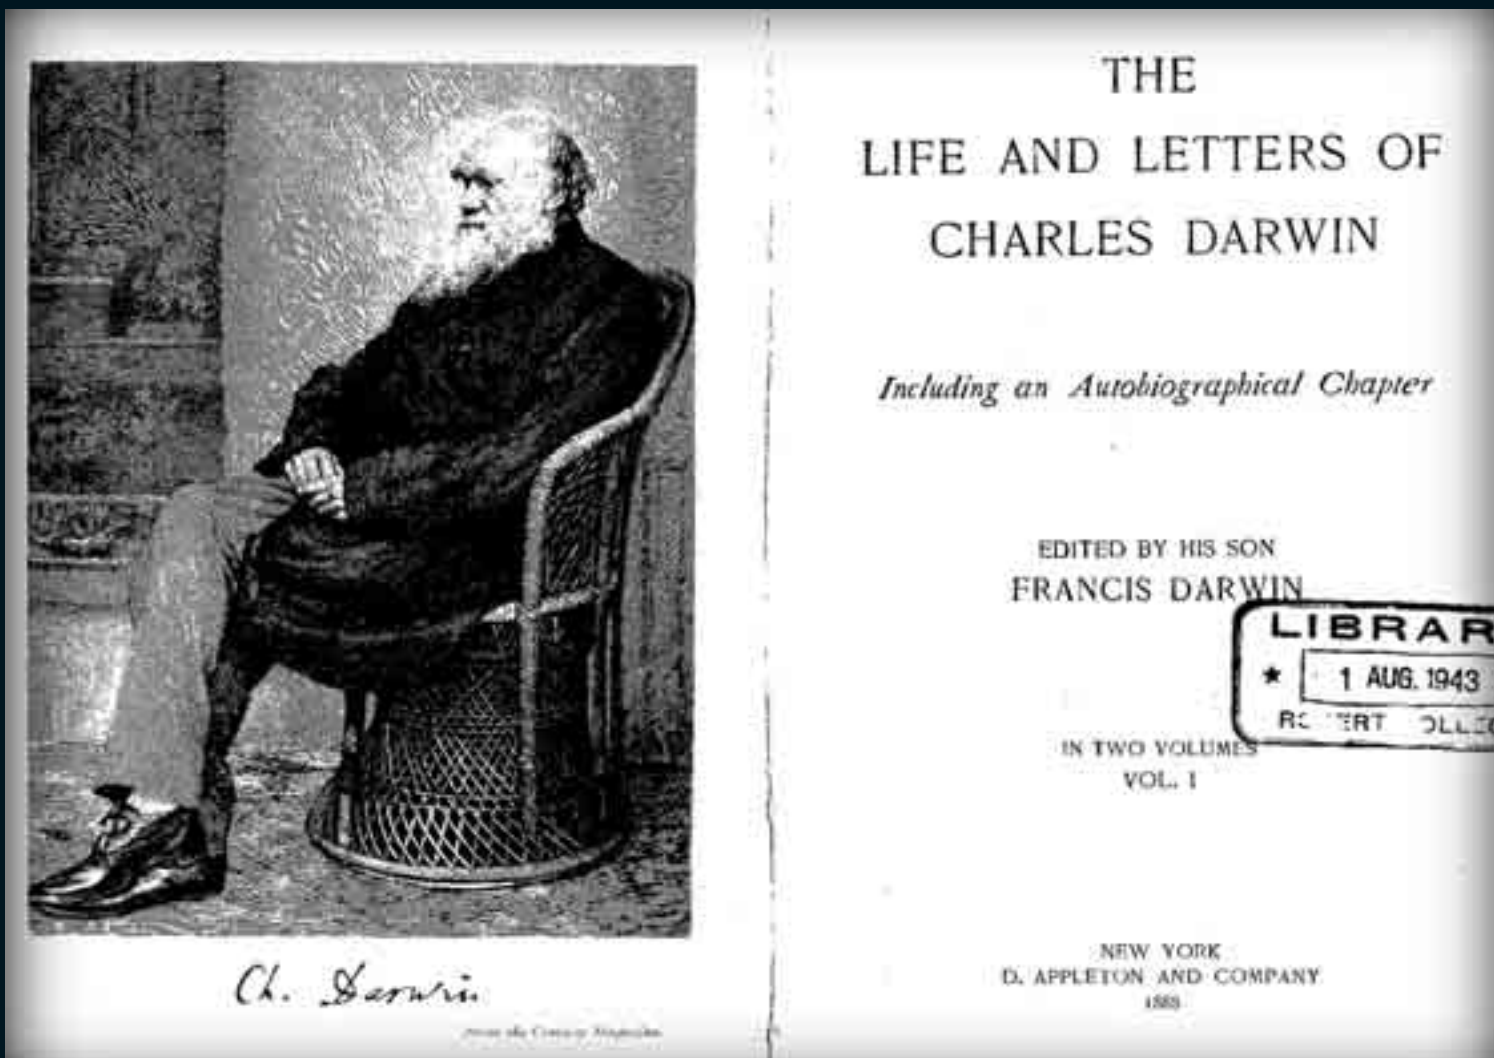 Ch. Darwin
THE
LIFE AND LETTERS OF
CHARLES DARWIN
Including an Autobiographical Chapter
EDITED BY HIS SON
FRANCIS DARWIN
LIBRAR
★ 1 AUG. 1943
IN TWO VOLUMES
VOL. I
NEW YORK
D. APPLETON AND COMPANY